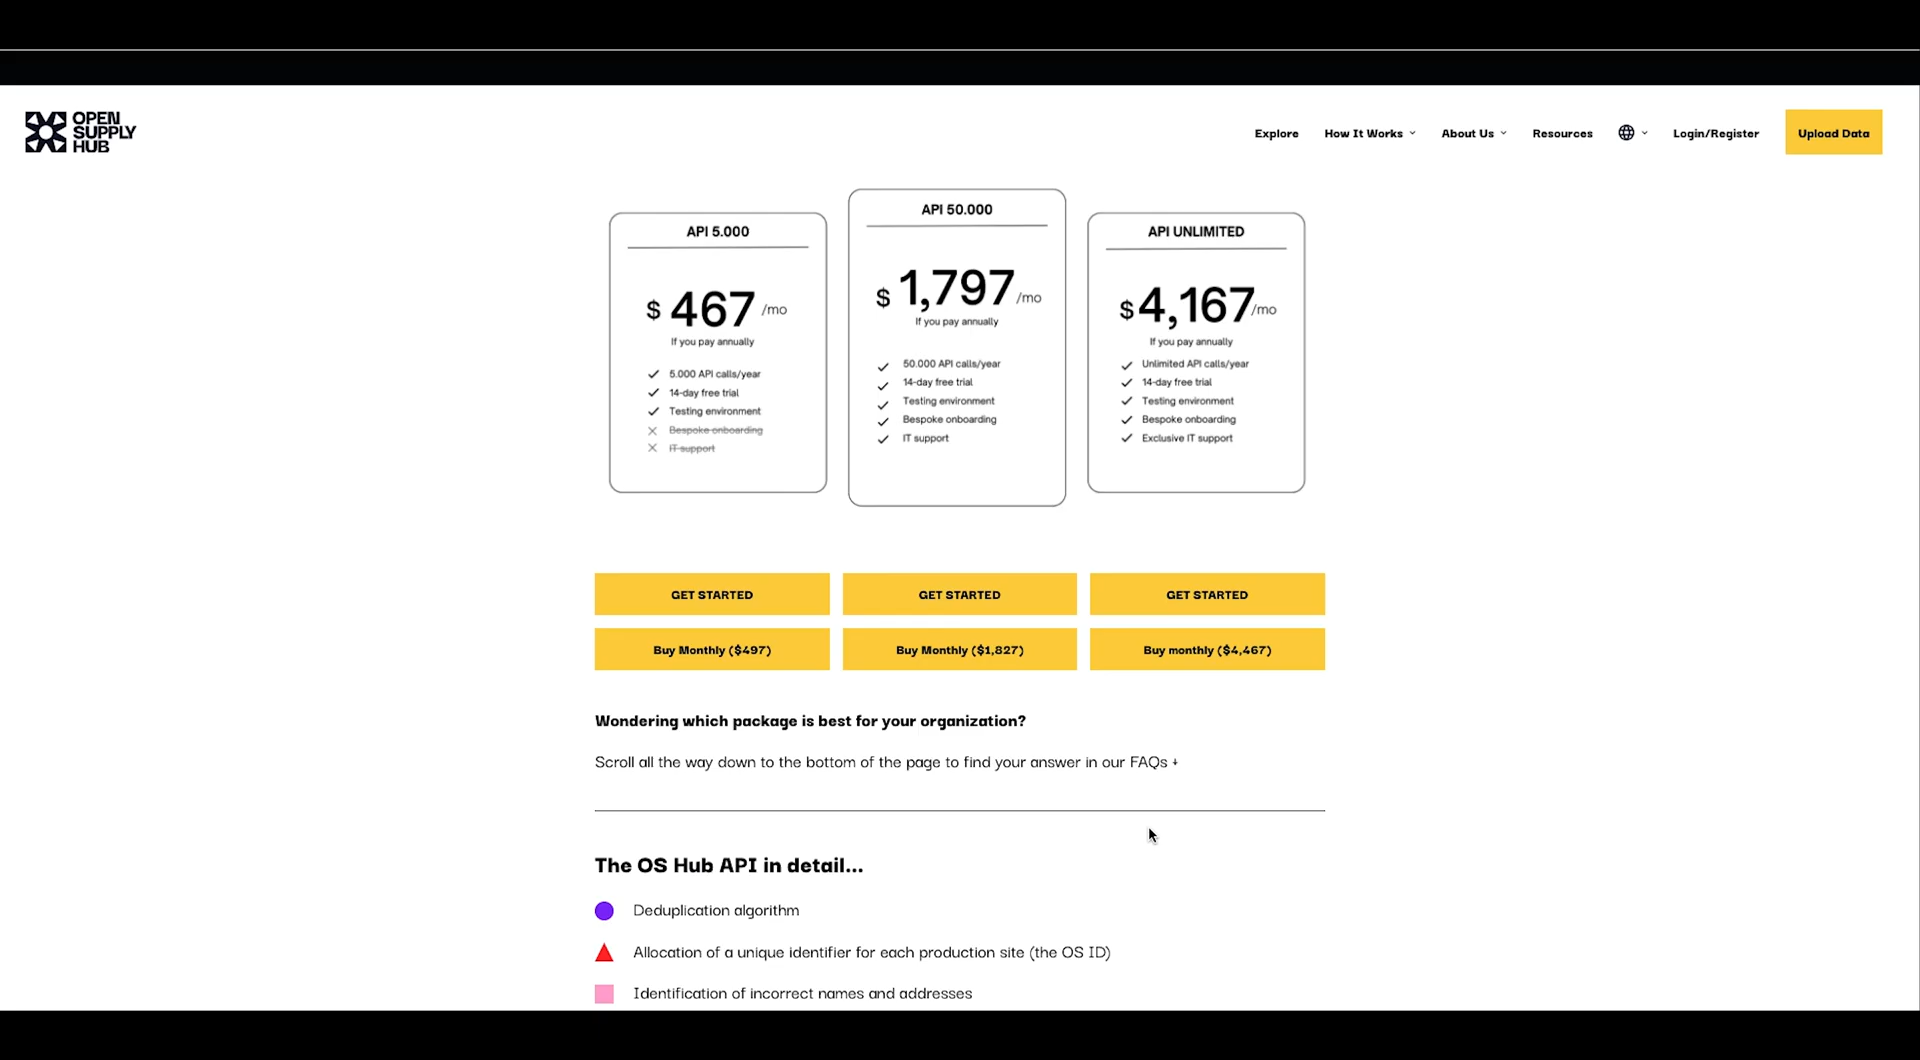 OPEN
SUPPLY
HUB
Explore
How It Works
About Us
Resources
Login/Register
Upload Data
API 5.000
$ 467 /mo
If you pay annually
5.000 API calls/year
14-day free trial
Testing environment
Bespoke onboarding
IT support
API 50.000
$ 1,797 /mo
If you pay annually
50.000 API calls/year
14-day free trial
Testing environment
Bespoke onboarding
IT support
API UNLIMITED
$4,167/mo
If you pay annually
Unlimited API calls/year
14-day free trial
Testing environment
Bespoke onboarding
Exclusive IT support
GET STARTED
GET STARTED
GET STARTED
Buy Monthly ($497)
Buy Monthly ($1,827)
Buy monthly ($4,467)
Wondering which package is best for your organization?
Scroll all the way down to the bottom of the page to find your answer in our FAQs ↓
The OS Hub API in detail...
Deduplication algorithm
Allocation of a unique identifier for each production site (the OS ID)
Identification of incorrect names and addresses